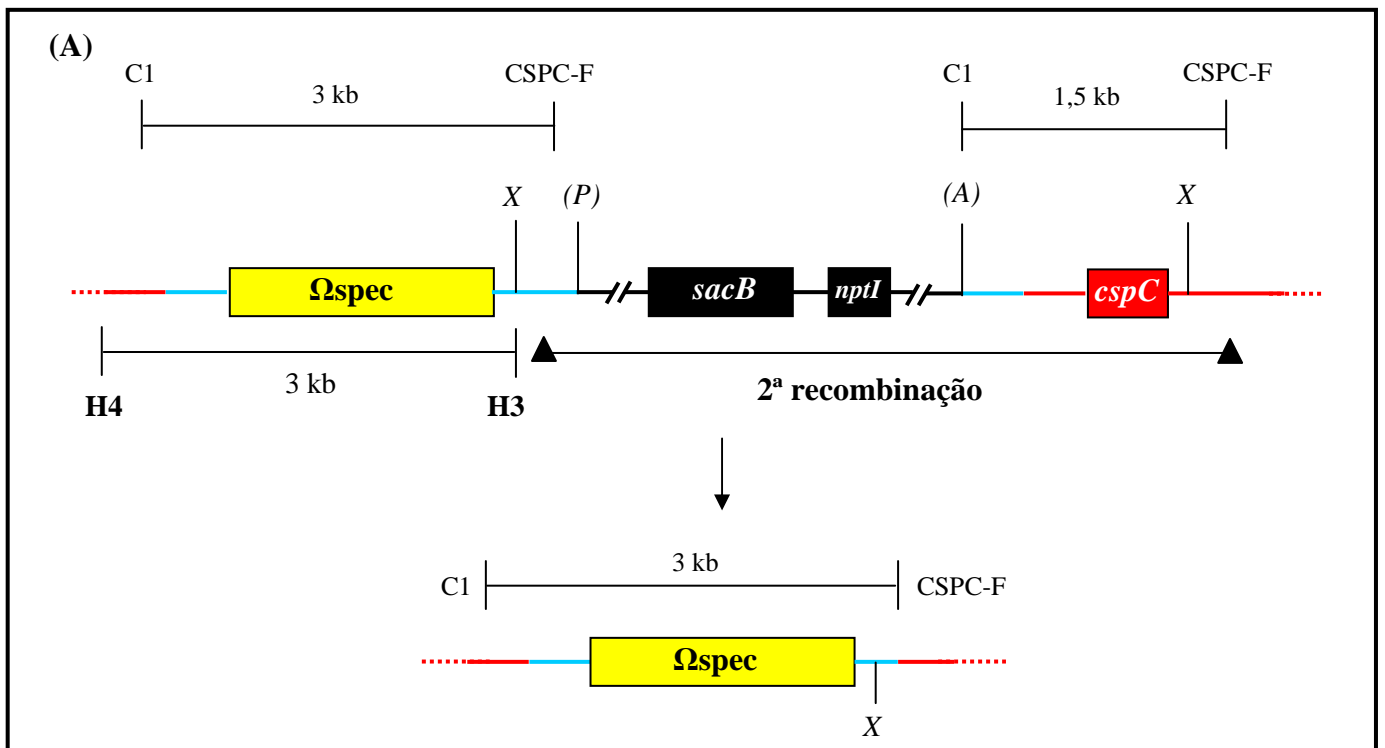 (A)
C1 CSPC-F C1 CSPC-F
3 kb 1,5 kb
X (P) (A) X
Ωspec sacB nptI cspC
3 kb 2ª recombinação
H4 H3
3 kb
C1 CSPC-F
Ωspec
X